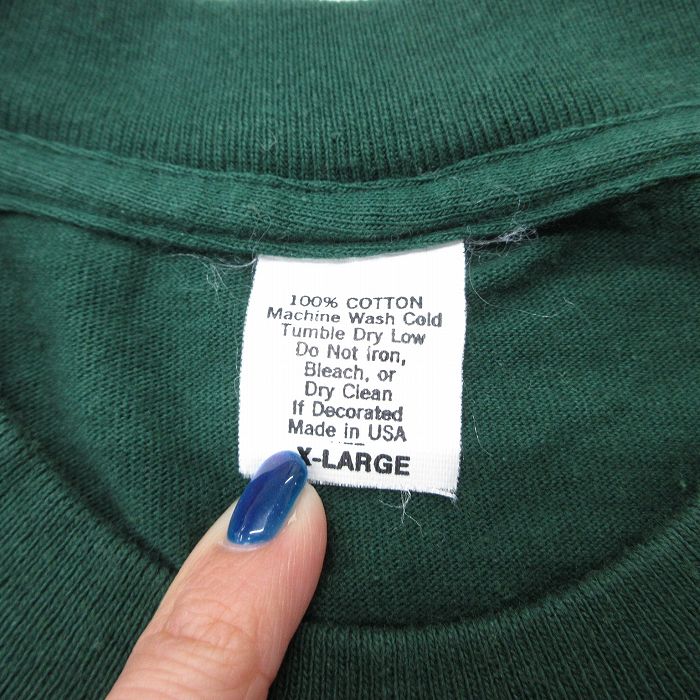 100% COTTON
Machine Wash Cold
Tumble Dry Low
Do Not Iron,
Bleach, or
Dry Clean
If Decorated
Made in USA
X-LARGE